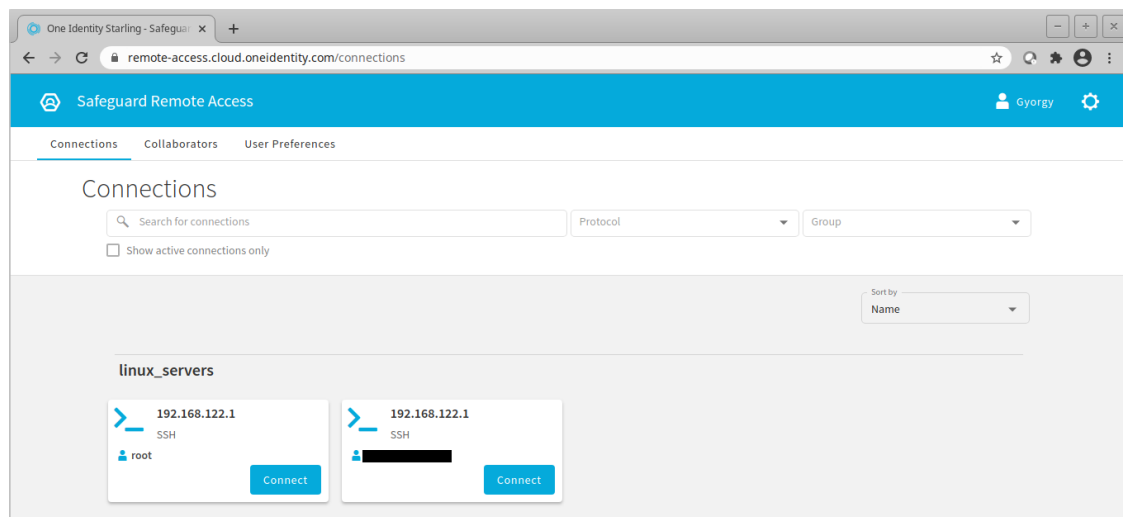 One Identity Starling - Safeguar
remote-access.cloud.oneidentity.com/connections
Safeguard Remote Access
Gyorgy
Connections Collaborators User Preferences
Connections
Search for connections Protocol Group
Show active connections only
Sort by
Name
linux_servers
192.168.122.1 192.168.122.1
SSH SSH
root
Connect Connect